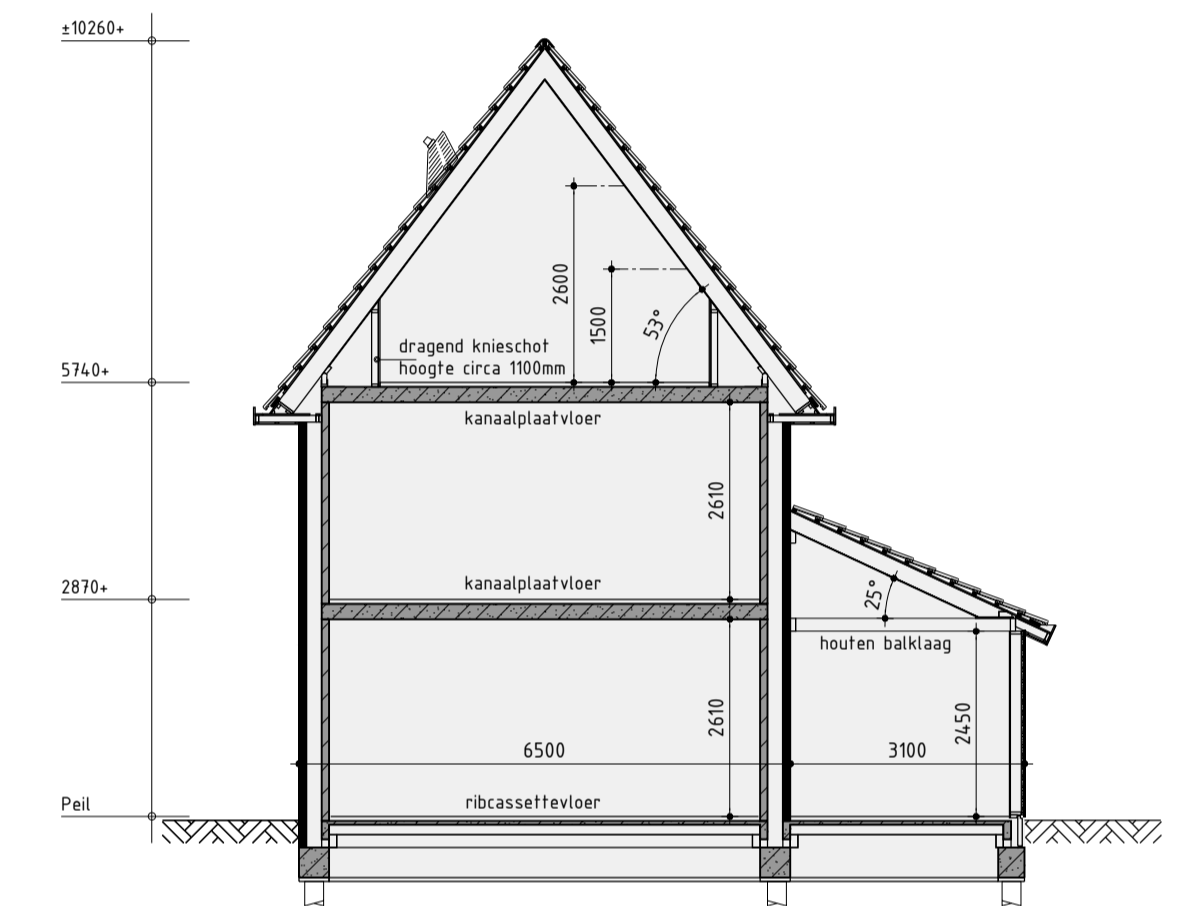 ±10260+
2600
1500
53°
dragend knieschot
hoogte circa 1100mm
5740+
kanaalplaatvloer
2610
kanaalplaatvloer
2870+
25°
houten balklaag
2610
2450
6500
3100
Peil
ribcassettevloer